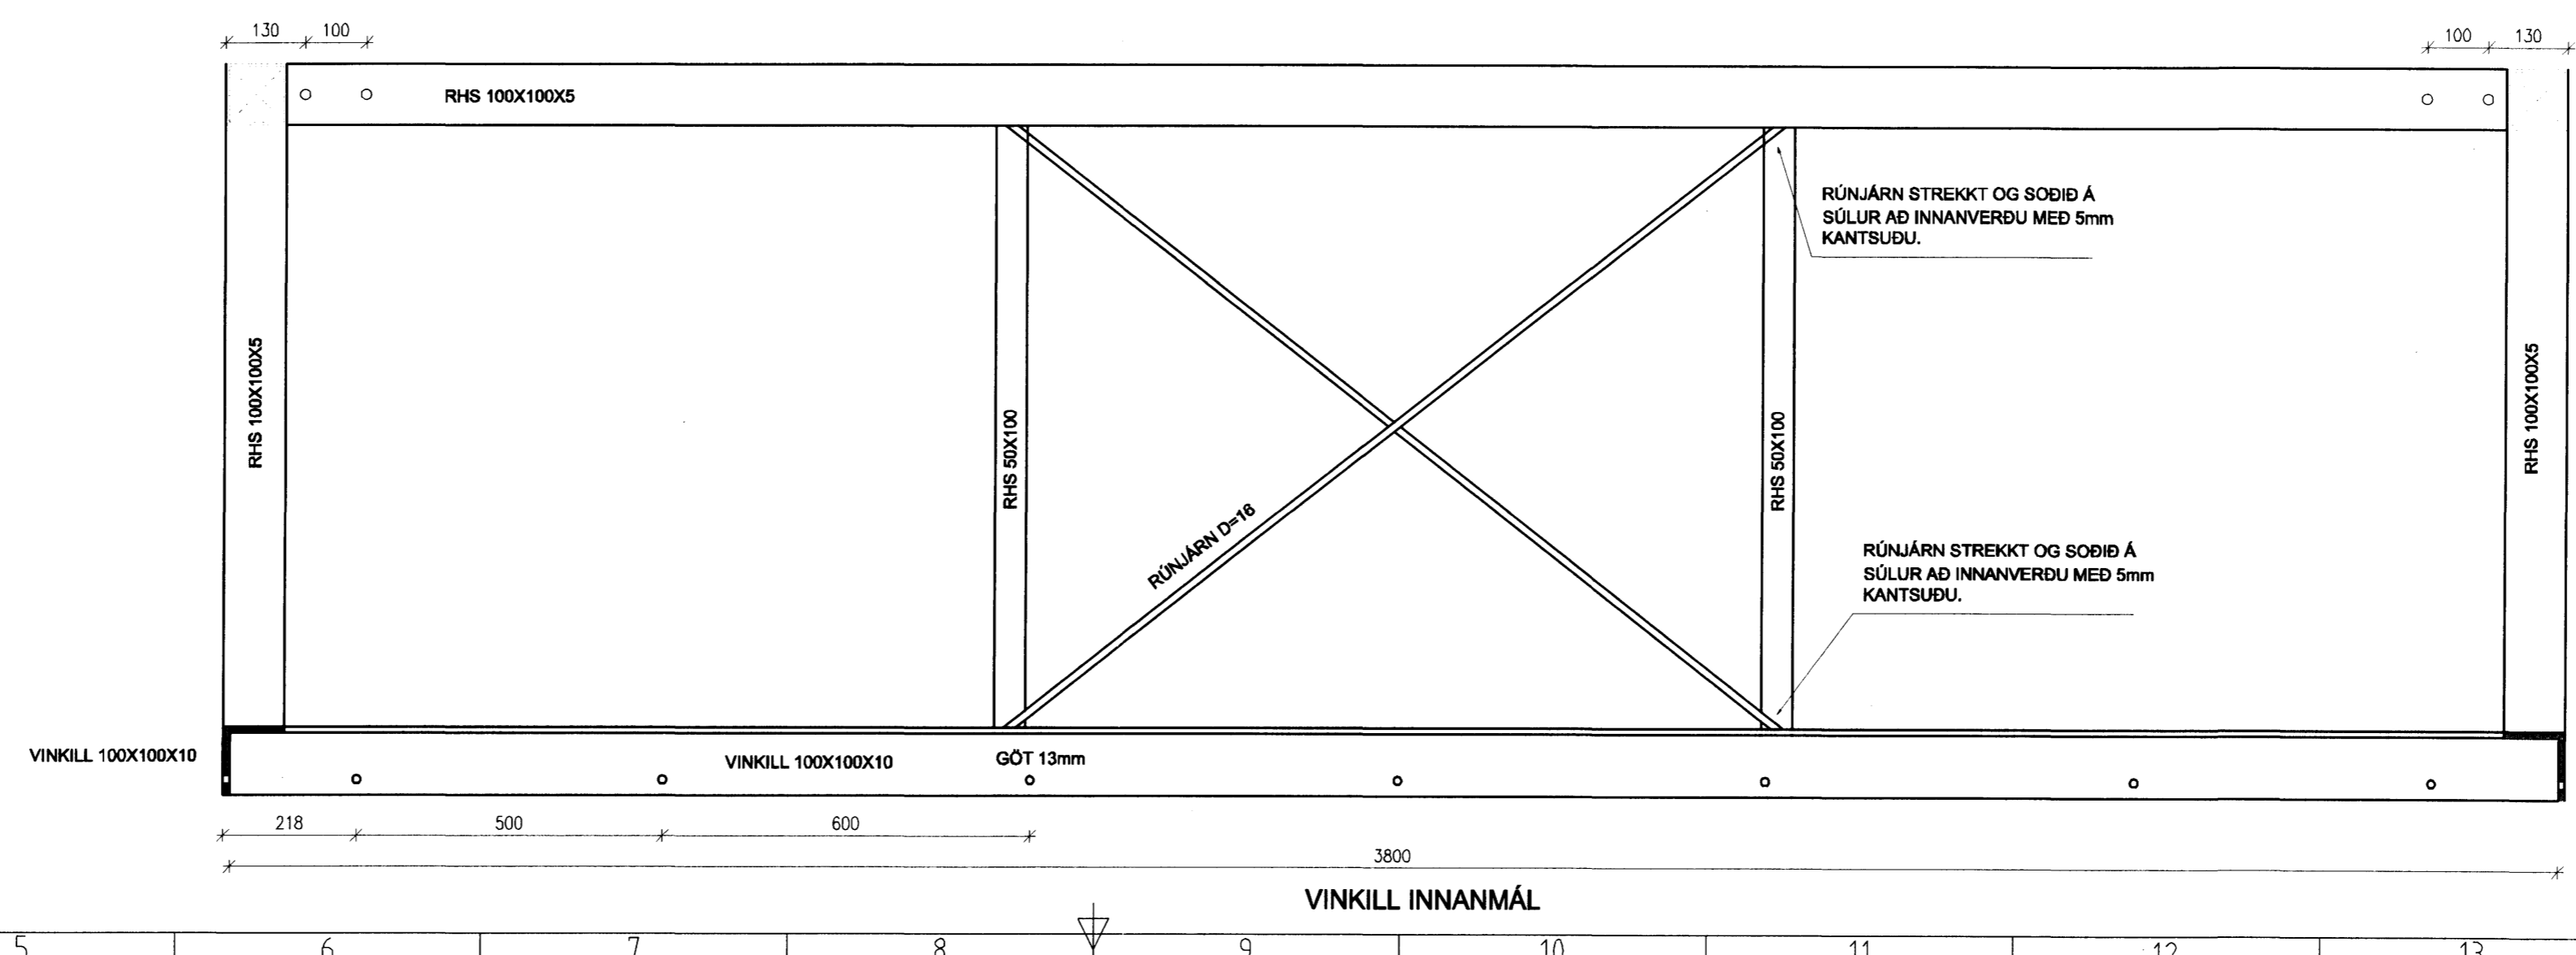 130
100
100
130
RHS 100X100X5
RÚNJÁRN STREKKT OG SOÐIÐ Á
SÚLUR AÐ INNANVERÐU MEÐ 5mm
KANTSUÐU.
RHS 100X100X5
RHS 50X100
RHS 50X100
RHS 100X100X5
RÚNJÁRN D=16
RÚNJÁRN STREKKT OG SOÐIÐ Á
SÚLUR AÐ INNANVERÐU MEÐ 5mm
KANTSUÐU.
VINKILL 100X100X10
VINKILL 100X100X10
GÖT 13mm
218
500
600
3800
VINKILL INNANMÁL
5
6
7
8
9
10
11
12
13